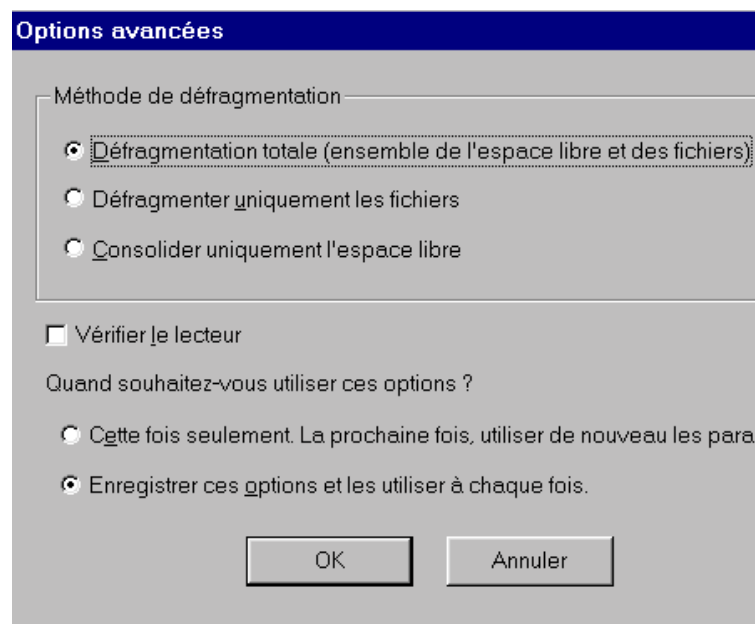 Options avancées
Méthode de défragmentation
Défragmentation totale (ensemble de l'espace libre et des fichiers)
Défragmenter uniquement les fichiers
Consolider uniquement l'espace libre
Vérifier le lecteur
Quand souhaitez-vous utiliser ces options ?
Cette fois seulement. La prochaine fois, utiliser de nouveau les para
Enregistrer ces options et les utiliser à chaque fois.
OK
Annuler